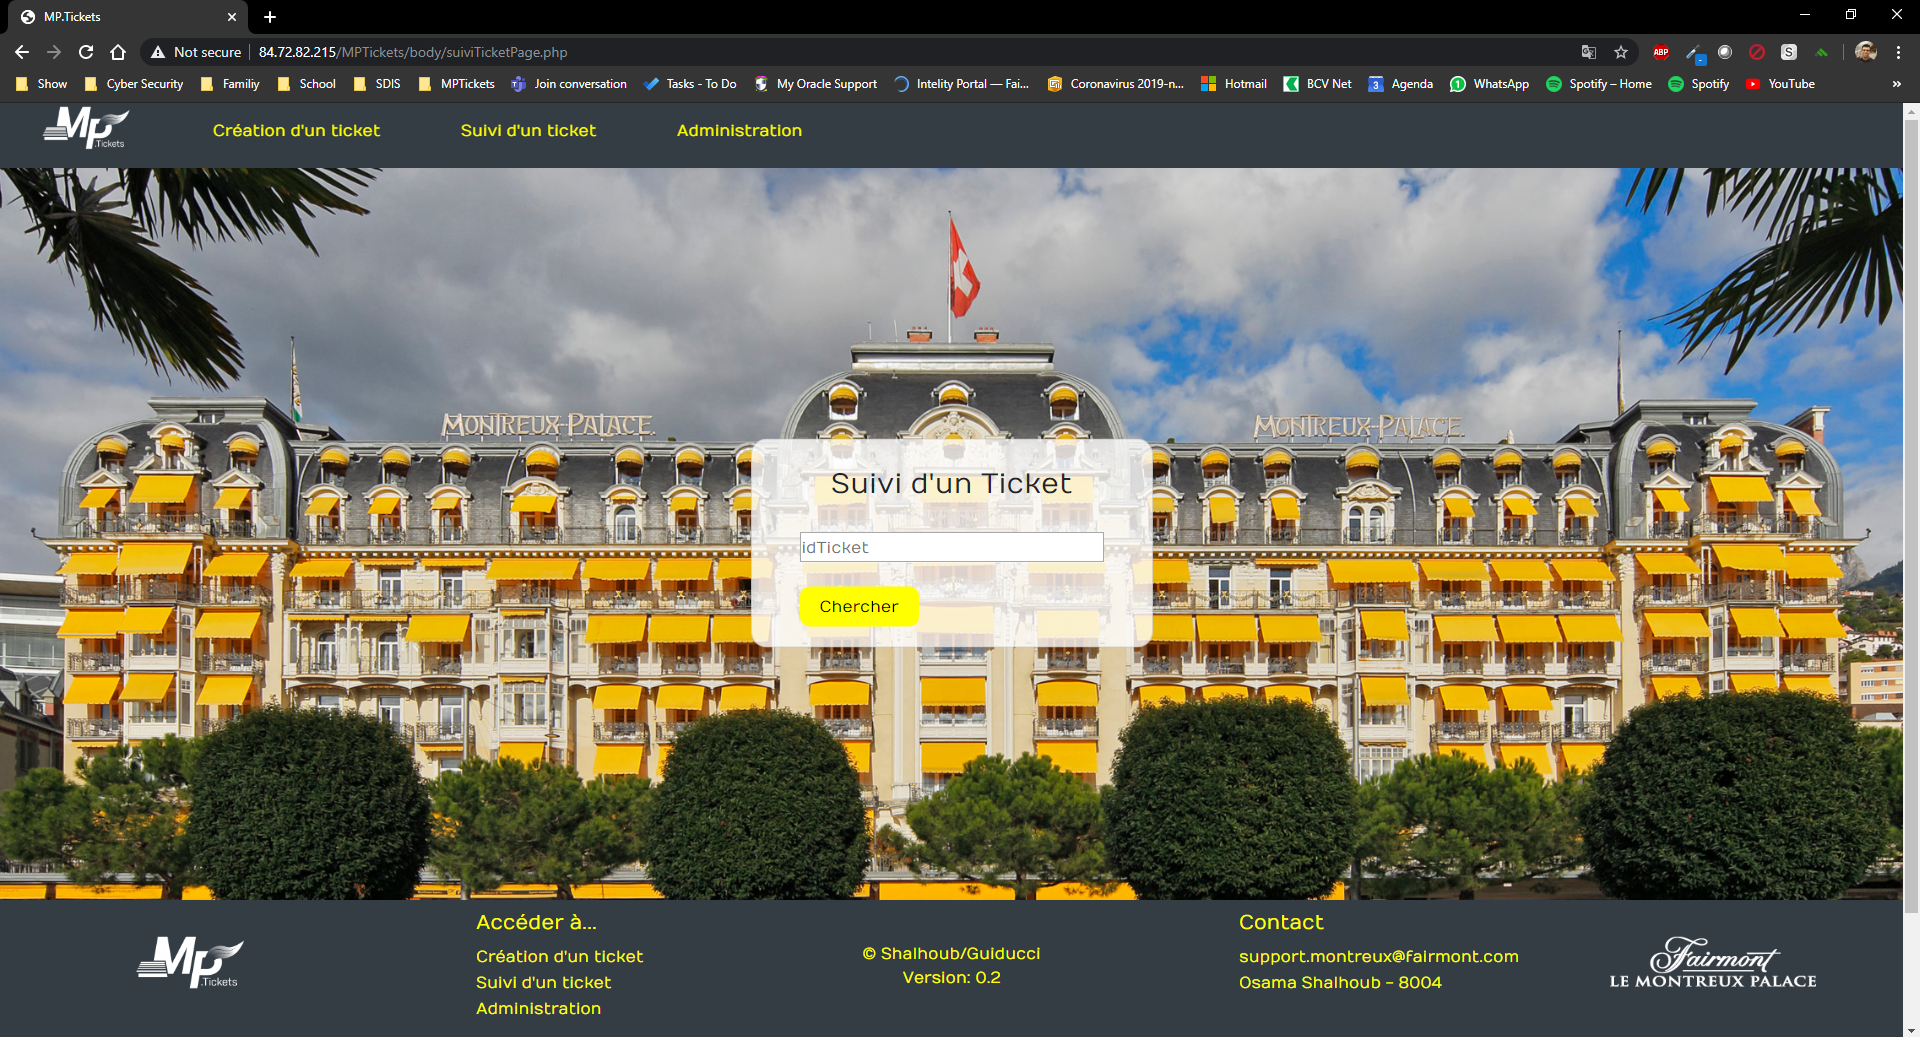 MP.Tickets
Not secure
84.72.82.215/MPTickets/body/suiviTicketPage.php
ABP
S
Show
Cyber Security
Familiy
School
SDIS
MPTickets
Join conversation
Tasks - To Do
My Oracle Support
Intelity Portal — Fai...
Coronavirus 2019-n...
Hotmail
BCV Net
3
Agenda
1
WhatsApp
Spotify – Home
Spotify
YouTube
»
Mp
.Tickets
Création d'un ticket
Suivi d'un ticket
Administration
MONTREUX-PALACE.
MONTREUX-PALACE.
Suivi d'un Ticket
idTicket
Chercher
Mp
.Tickets
Accéder à...
Création d'un ticket
Suivi d'un ticket
Administration
© Shalhoub/Guiducci
Version: 0.2
Contact
support.montreux@fairmont.com
Osama Shalhoub - 8004
Fairmont
LE MONTREUX PALACE